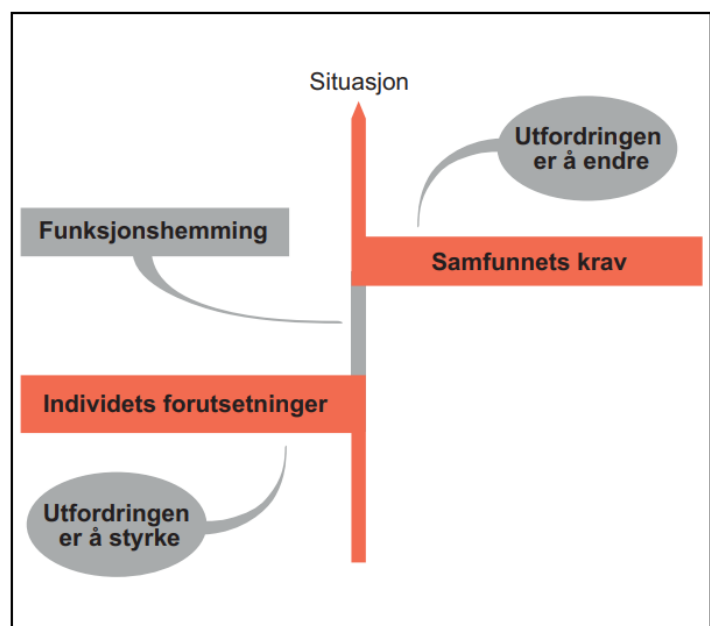 Situasjon
Utfordringen
er å endre
Funksjonshemming
Samfunnets krav
Individets forutsetninger
Utfordringen
er å styrke